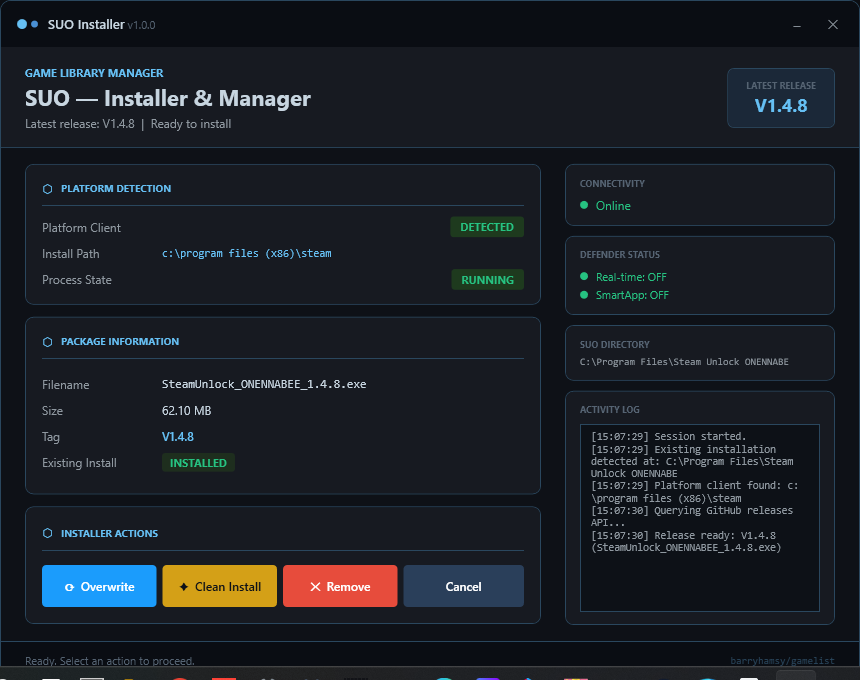 SUO Installer v1.0.0
GAME LIBRARY MANAGER
SUO — Installer & Manager
Latest release: V1.4.8 | Ready to install
LATEST RELEASE
V1.4.8
PLATFORM DETECTION
Platform Client DETECTED
Install Path c:\program files (x86)\steam
Process State RUNNING
PACKAGE INFORMATION
Filename SteamUnlock_ONENNABEE_1.4.8.exe
Size 62.10 MB
Tag V1.4.8
Existing Install INSTALLED
INSTALLER ACTIONS
Overwrite Clean Install Remove Cancel
CONNECTIVITY
Online
DEFENDER STATUS
Real-time: OFF
SmartApp: OFF
SUO DIRECTORY
C:\Program Files\Steam Unlock ONENNABE
ACTIVITY LOG
[15:07:29] Session started.
[15:07:29] Existing installation
detected at: C:\Program Files\Steam
Unlock ONENNABE
[15:07:29] Platform client found: c:
\program files (x86)\steam
[15:07:30] Querying GitHub releases
API...
[15:07:30] Release ready: V1.4.8
(SteamUnlock_ONENNABEE_1.4.8.exe)
Ready. Select an action to proceed.
barryhamsy/gamelist